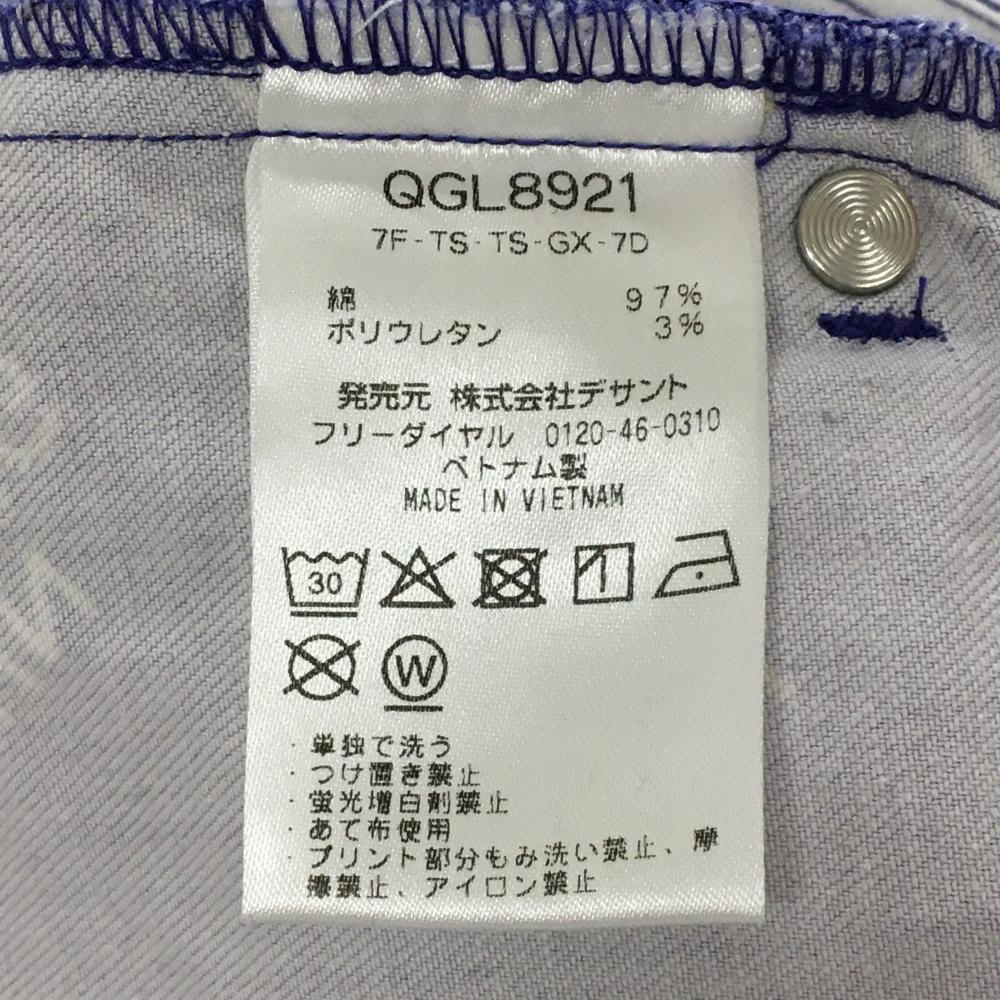 QGL8921
7F-TS-TS-GX-7D
綿 97%
ポリウレタン 3%
発売元 株式会社デサント
フリーダイヤル 0120-46-0310
ベトナム製
MADE IN VIETNAM
30
W
・単独で洗う
・つけ置き禁止
・蛍光増白剤禁止
・あて布使用
・プリント部分もみ洗い禁止、摩
擦禁止、アイロン禁止